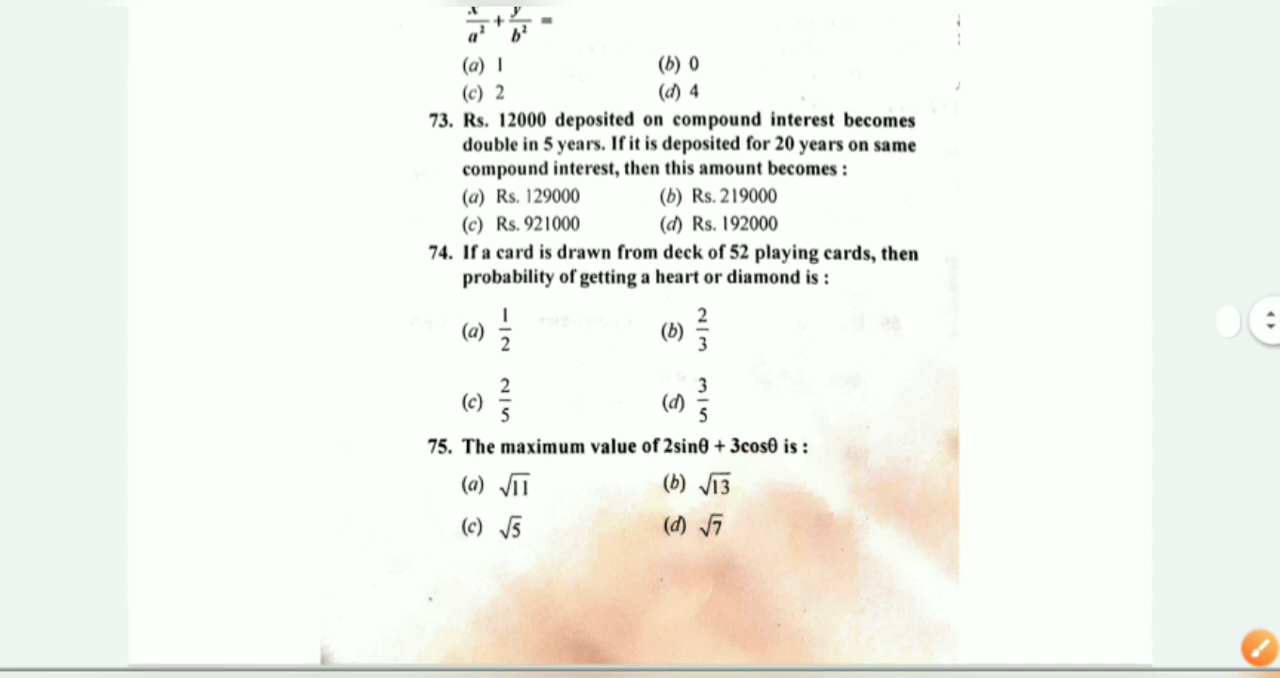 x/a² + y/b² =
(a) 1 (b) 0
(c) 2 (d) 4
73. Rs. 12000 deposited on compound interest becomes
double in 5 years. If it is deposited for 20 years on same
compound interest, then this amount becomes :
(a) Rs. 129000 (b) Rs. 219000
(c) Rs. 921000 (d) Rs. 192000
74. If a card is drawn from deck of 52 playing cards, then
probability of getting a heart or diamond is :
(a) 1/2 (b) 2/3
(c) 2/5 (d) 3/5
75. The maximum value of 2sinθ + 3cosθ is :
(a) √11 (b) √13
(c) √5 (d) √7